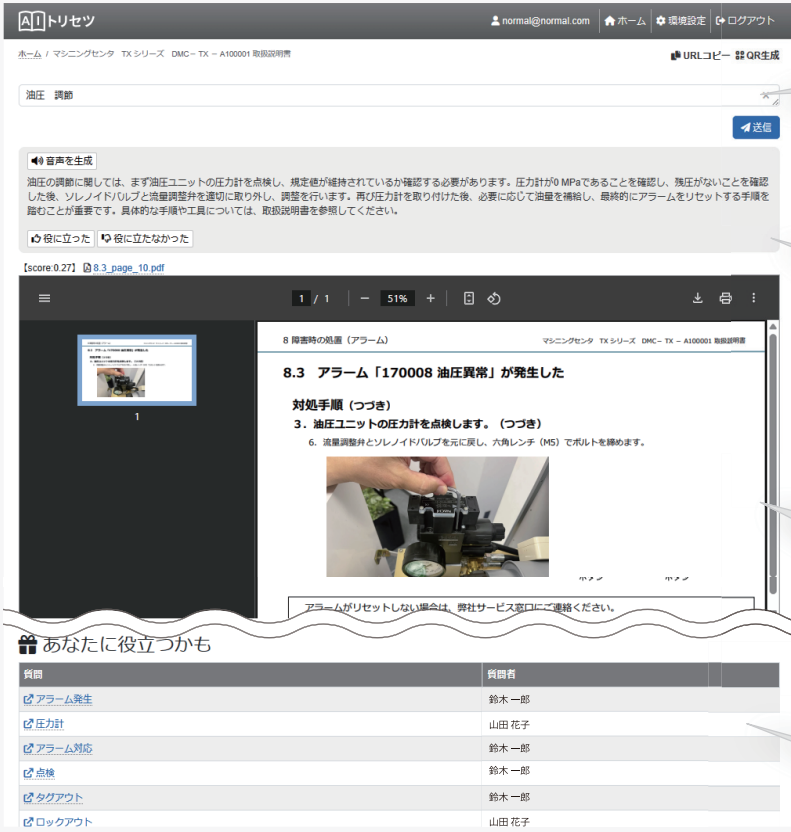 AIトリセツ
normal@normal.com ホーム 環境設定 ログアウト
ホーム / マシニングセンタ TX シリーズ DMC− TX − A100001 取扱説明書
URLコピー QR生成
油圧 調節
送信
音声を生成
油圧の調節に関しては、まず油圧ユニットの圧力計を点検し、規定値が維持されているか確認する必要があります。圧力計が0 MPaであることを確認し、残圧がないことを確認
した後、ソレノイドバルブと流量調整弁を適切に取り外し、調整を行います。再び圧力計を取り付けた後、必要に応じて油量を補給し、最終的にアラームをリセットする手順を
踏むことが重要です。具体的な手順や工具については、取扱説明書を参照してください。
役に立った 役に立たなかった
【score:0.27】 8.3_page_10.pdf
1 / 1 51%
8 障害時の処置（アラーム） マシニングセンタ TX シリーズ DMC− TX − A100001 取扱説明書
8.3 アラーム「170008 油圧異常」が発生した
対処手順（つづき）
3．油圧ユニットの圧力計を点検します。（つづき）
6. 流量調整弁とソレノイドバルブを元に戻し、六角レンチ（M5）でボルトを締めます。
1
アラームがリセットしない場合は、弊社サービス窓口にご連絡ください。
あなたに役立つかも
質問 質問者
アラーム発生 鈴木 一郎
圧力計 山田 花子
アラーム対応 鈴木 一郎
点検 鈴木 一郎
タグアウト 鈴木 一郎
ロックアウト 山田 花子